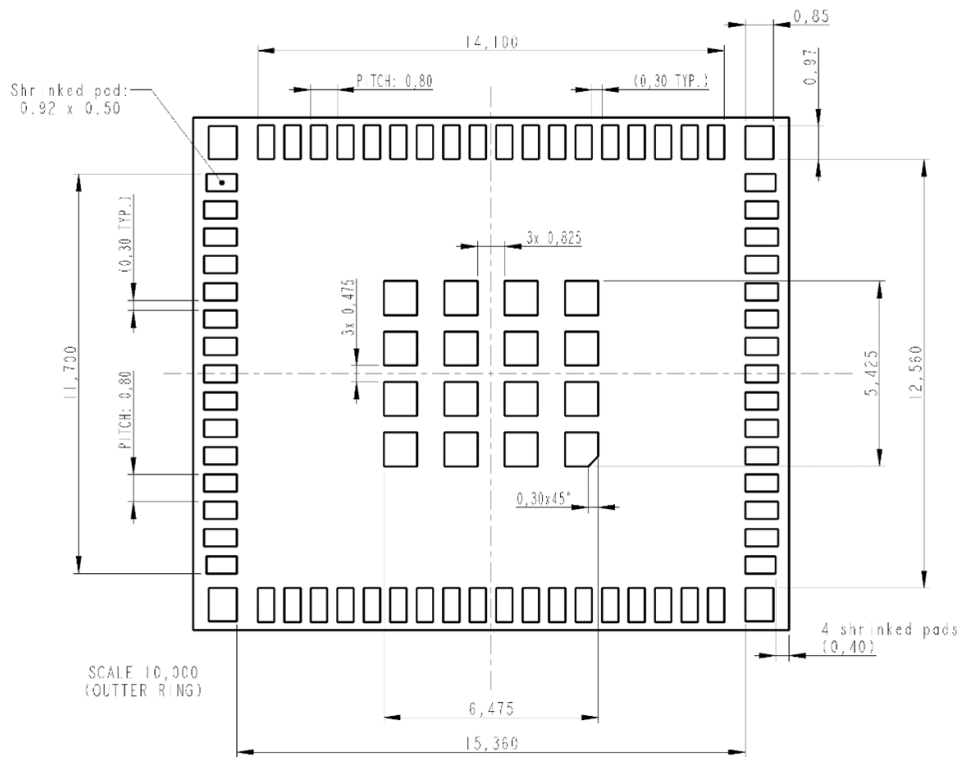 14,100
0,85
0,97
PITCH: 0,80
(0,30 TYP.)
Shrinked pad:
0.92 x 0.50
(0,30 TYP.)
3x 0,825
3x 0,475
11,700
5,425
12,560
PITCH: 0,80
0,30x45°
4 shrinked pads
(0,40)
SCALE 10,000
(OUTTER RING)
6,475
15,360